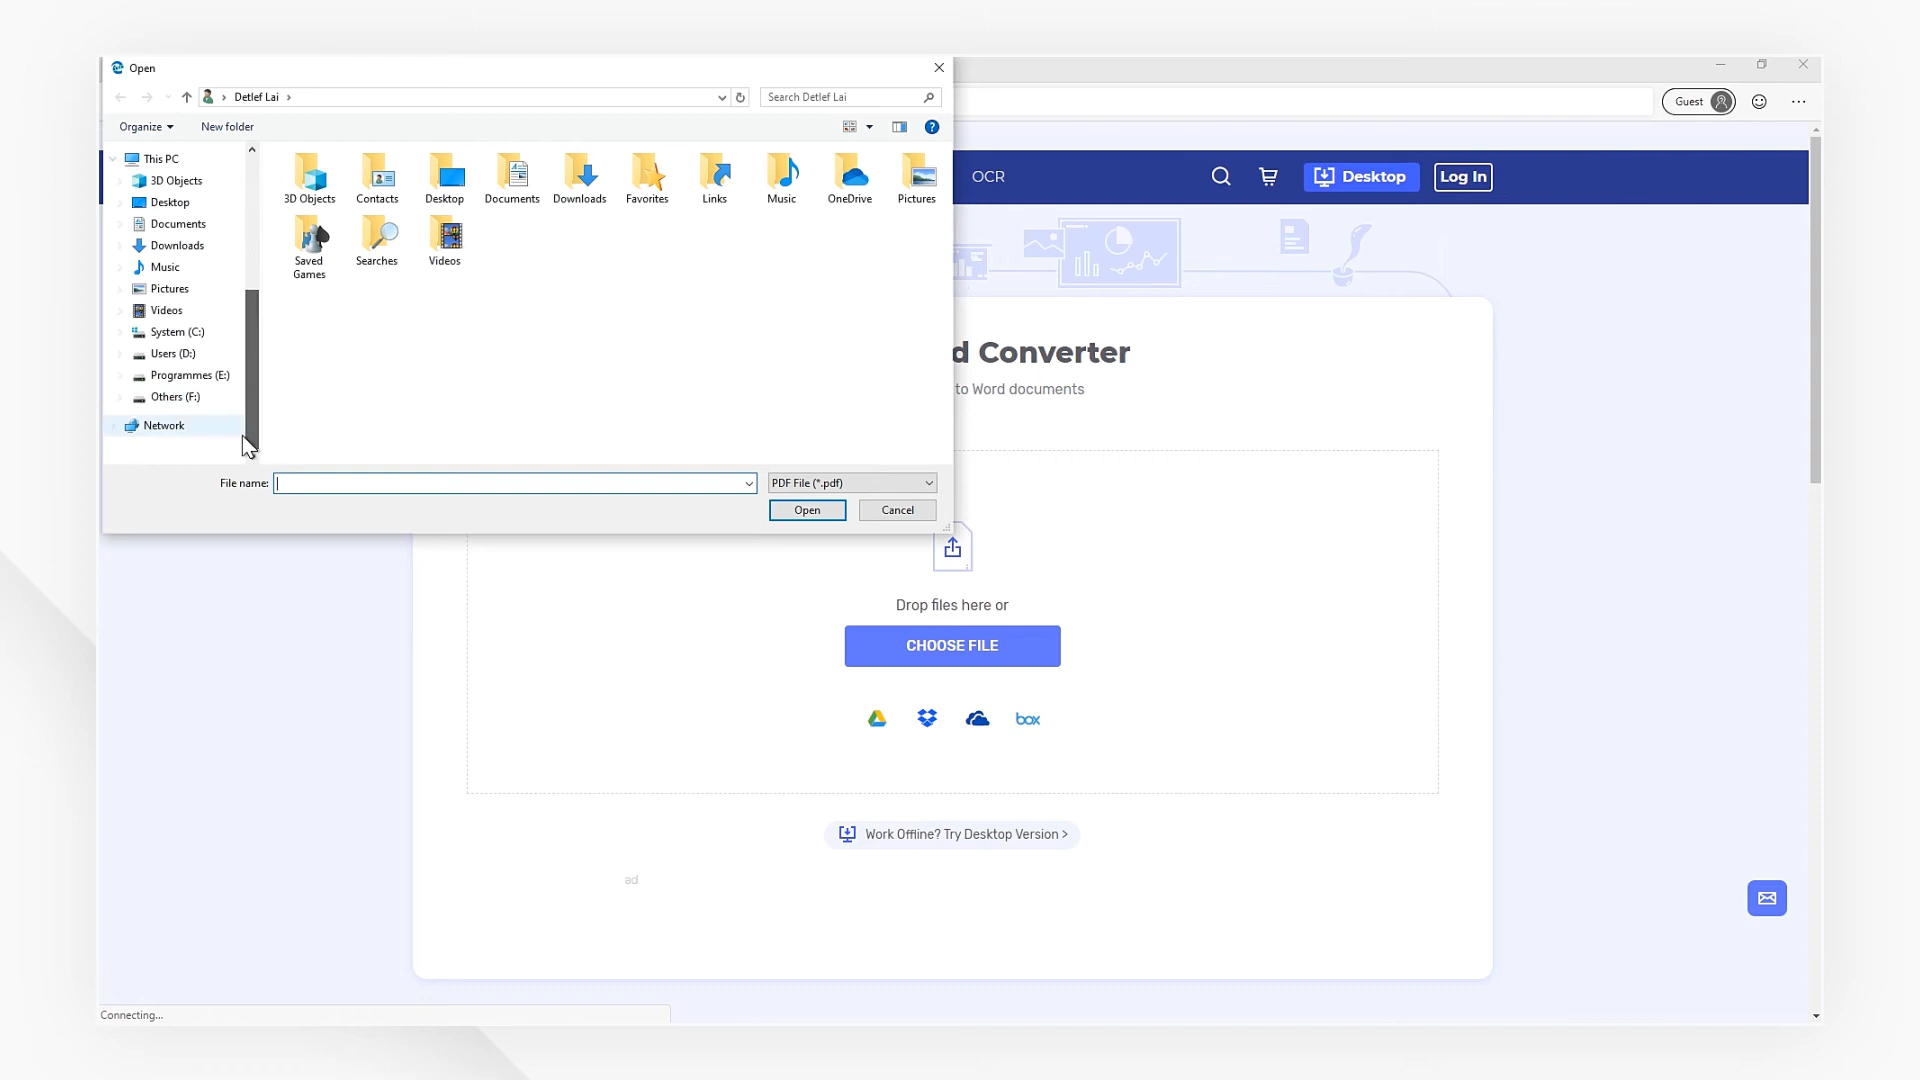 Open
Detlef Lai
Search Detlef Lai
Organize
New folder
This PC
3D Objects
Desktop
Documents
Downloads
Music
Pictures
Videos
System (C:)
Users (D:)
Programmes (E:)
Others (F:)
Network
3D Objects
Contacts
Desktop
Documents
Downloads
Favorites
Links
Music
OneDrive
Pictures
Saved
Games
Searches
Videos
File name:
PDF File (*.pdf)
Open
Cancel
Guest
OCR
Desktop
Log In
d Converter
to Word documents
Drop files here or
CHOOSE FILE
box
Work Offline? Try Desktop Version >
ad
Connecting...